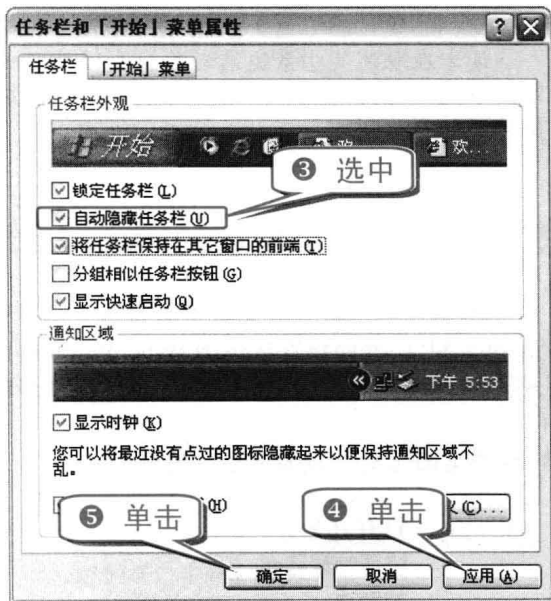 任务栏和「开始」菜单属性
任务栏 「开始」菜单
任务栏外观
开始 欢... 欢...
❸ 选中
锁定任务栏(L)
自动隐藏任务栏(U)
将任务栏保持在其它窗口的前端(T)
分组相似任务栏按钮(G)
显示快速启动(Q)
通知区域
« 下午 5:53
显示时钟(K)
您可以将最近没有点过的图标隐藏起来以便保持通知区域不
乱。
(H) (C)...
❺ 单击 ❹ 单击
确定 取消 应用(A)